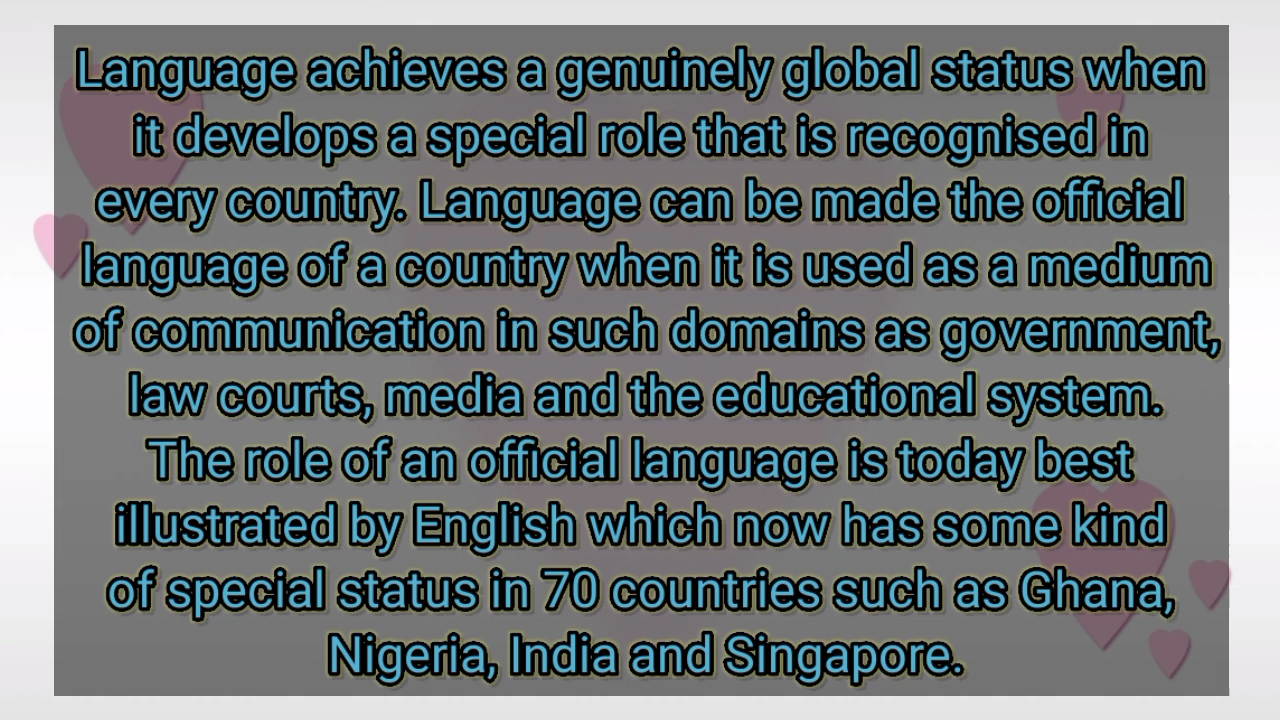 Language achieves a genuinely global status when
it develops a special role that is recognised in
every country. Language can be made the official
language of a country when it is used as a medium
of communication in such domains as government,
law courts, media and the educational system.
The role of an official language is today best
illustrated by English which now has some kind
of special status in 70 countries such as Ghana,
Nigeria, India and Singapore.